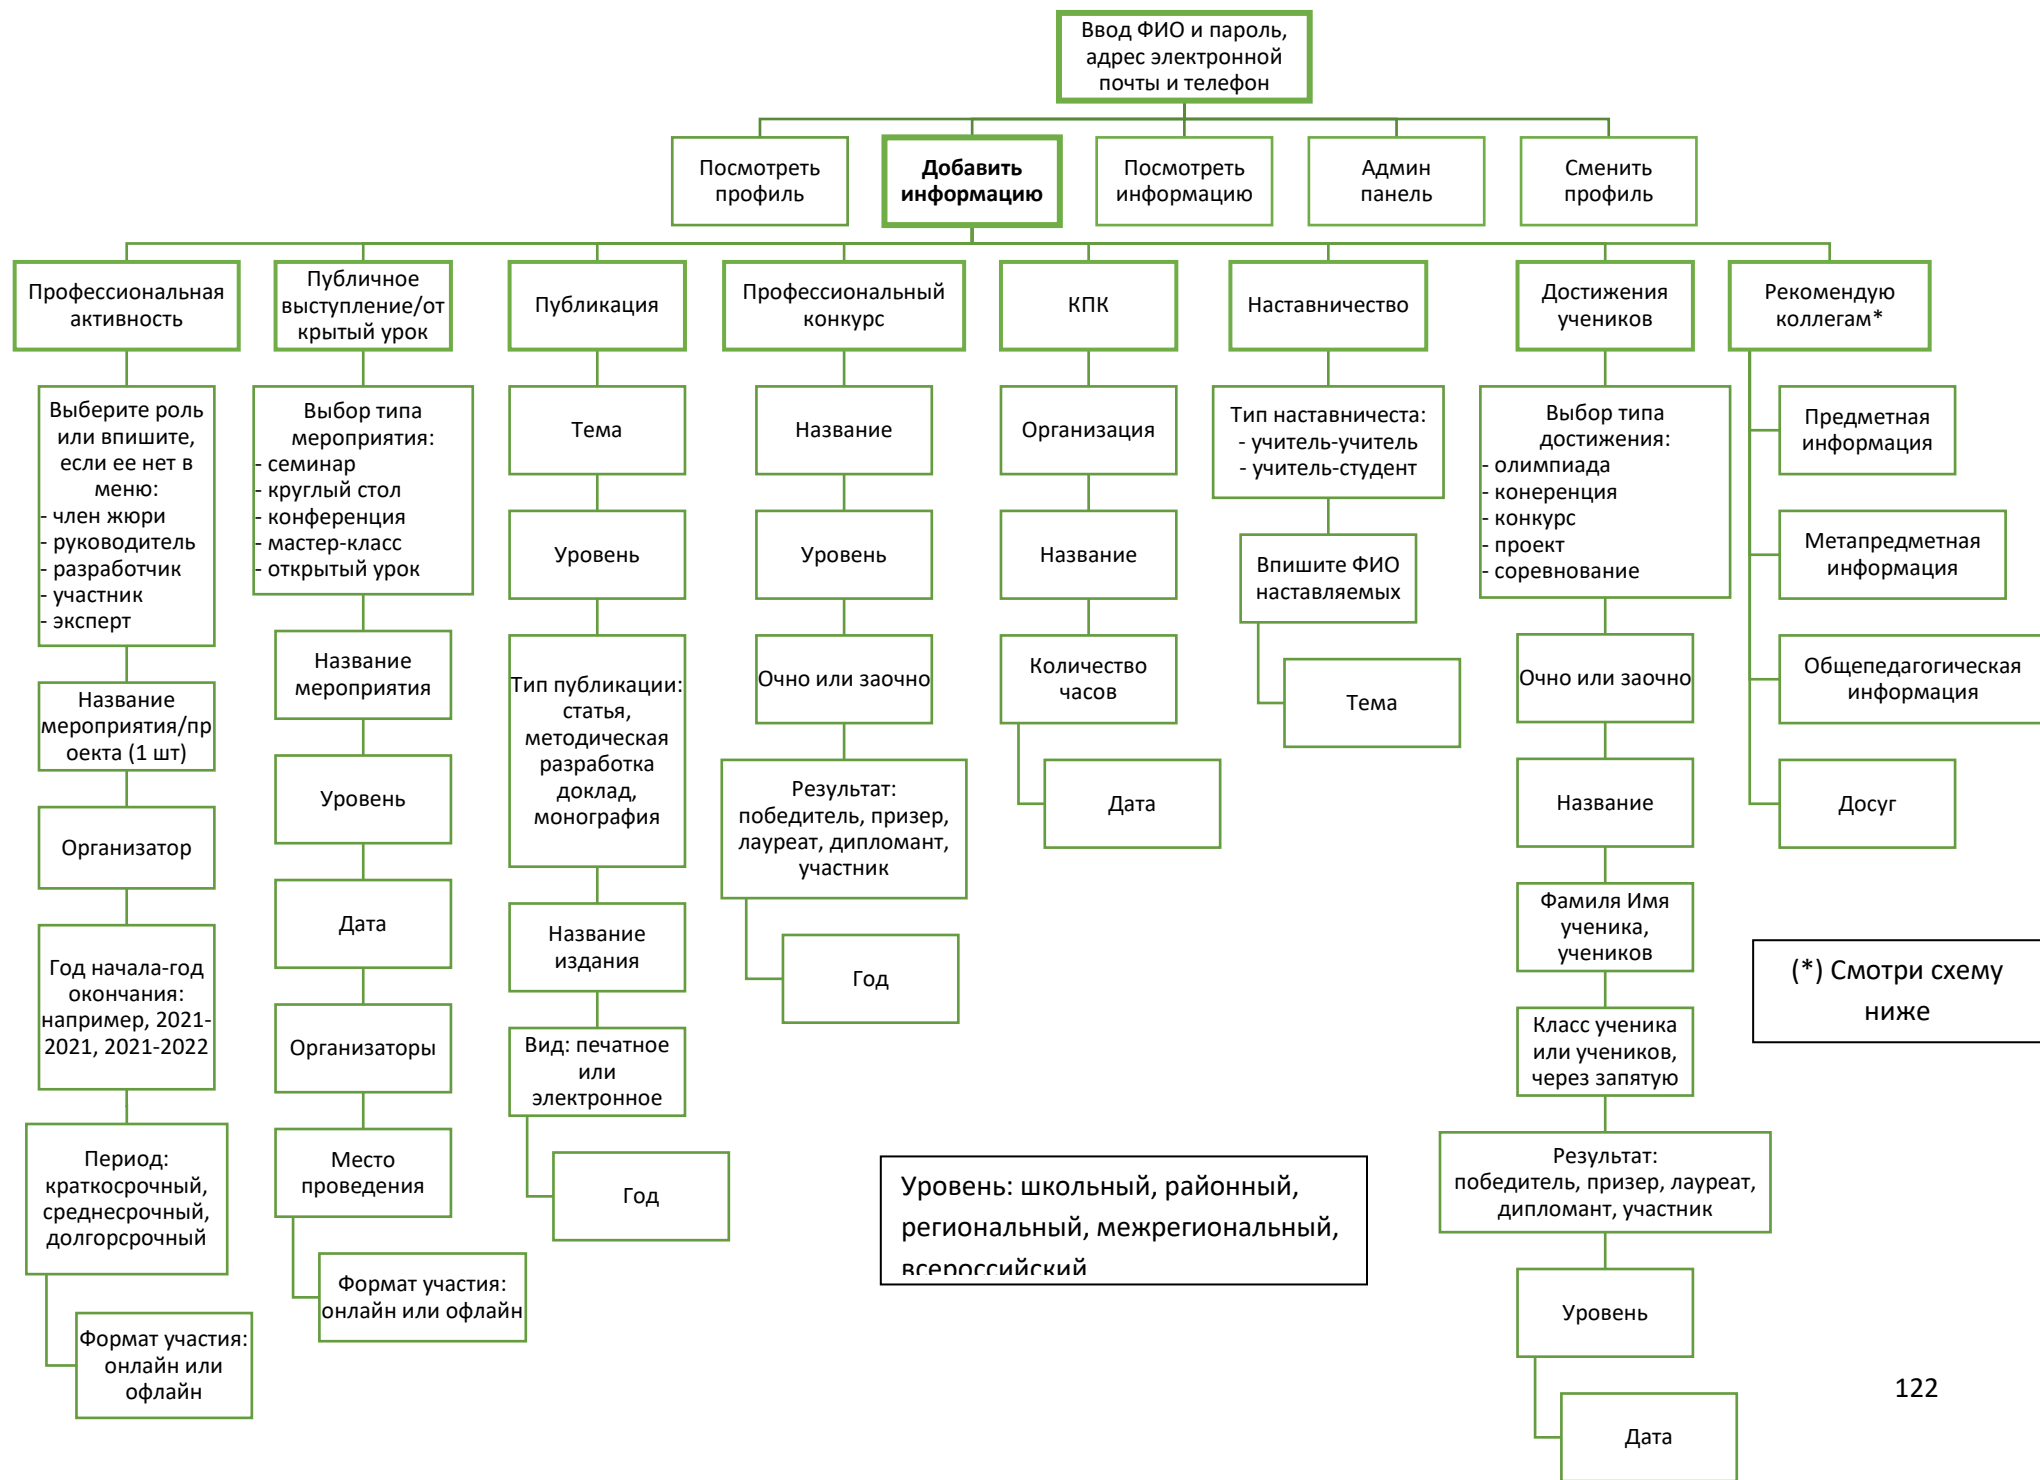 Ввод ФИО и пароль,
адрес электронной
почты и телефон
Посмотреть
профиль
Добавить
информацию
Посмотреть
информацию
Админ
панель
Сменить
профиль
Профессиональная
активность
Выберите роль
или впишите,
если ее нет в
меню:
- член жюри
- руководитель
- разработчик
- участник
- эксперт
Название
мероприятия/пр
оекта (1 шт)
Организатор
Год начала-год
окончания:
например, 2021-
2021, 2021-2022
Период:
краткосрочный,
среднесрочный,
долгорсрочный
Формат участия:
онлайн или
офлайн
Публичное
выступление/от
крытый урок
Выбор типа
мероприятия:
- семинар
- круглый стол
- конференция
- мастер-класс
- открытый урок
Название
мероприятия
Уровень
Дата
Организаторы
Место
проведения
Формат участия:
онлайн или офлайн
Публикация
Тема
Уровень
Тип публикации:
статья,
методическая
разработка
доклад,
монография
Название
издания
Вид: печатное
или
электронное
Год
Профессиональный
конкурс
Название
Уровень
Очно или заочно
Результат:
победитель, призер,
лауреат, дипломант,
участник
Год
КПК
Организация
Название
Количество
часов
Дата
Наставничество
Тип наставничеста:
- учитель-учитель
- учитель-студент
Впишите ФИО
наставляемых
Тема
Достижения
учеников
Выбор типа
достижения:
- олимпиада
- конеренция
- конкурс
- проект
- соревнование
Очно или заочно
Название
Фамиля Имя
ученика,
учеников
Класс ученика
или учеников,
через запятую
Результат:
победитель, призер, лауреат,
дипломант, участник
Уровень
Дата
Рекомендую
коллегам*
Предметная
информация
Метапредметная
информация
Общепедагогическая
информация
Досуг
(*) Смотри схему
ниже
Уровень: школьный, районный,
региональный, межрегиональный,
всероссийский
122